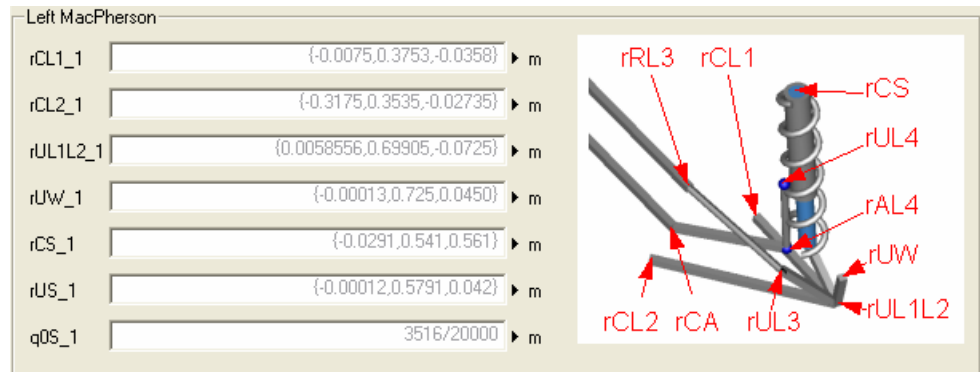 Left MacPherson
rCL1_1 {-0.0075,0.3753,-0.0358} m
rCL2_1 {-0.3175,0.3535,-0.02735} m
rUL1L2_1 {0.0058556,0.69905,-0.0725} m
rUW_1 {-0.00013,0.725,0.0450} m
rCS_1 {-0.0291,0.541,0.561} m
rUS_1 {-0.00012,0.5791,0.042} m
q0S_1 3516/20000 m
rRL3 rCL1
rCS
rUL4
rAL4
rUW
rUL1L2
rCL2 rCA rUL3